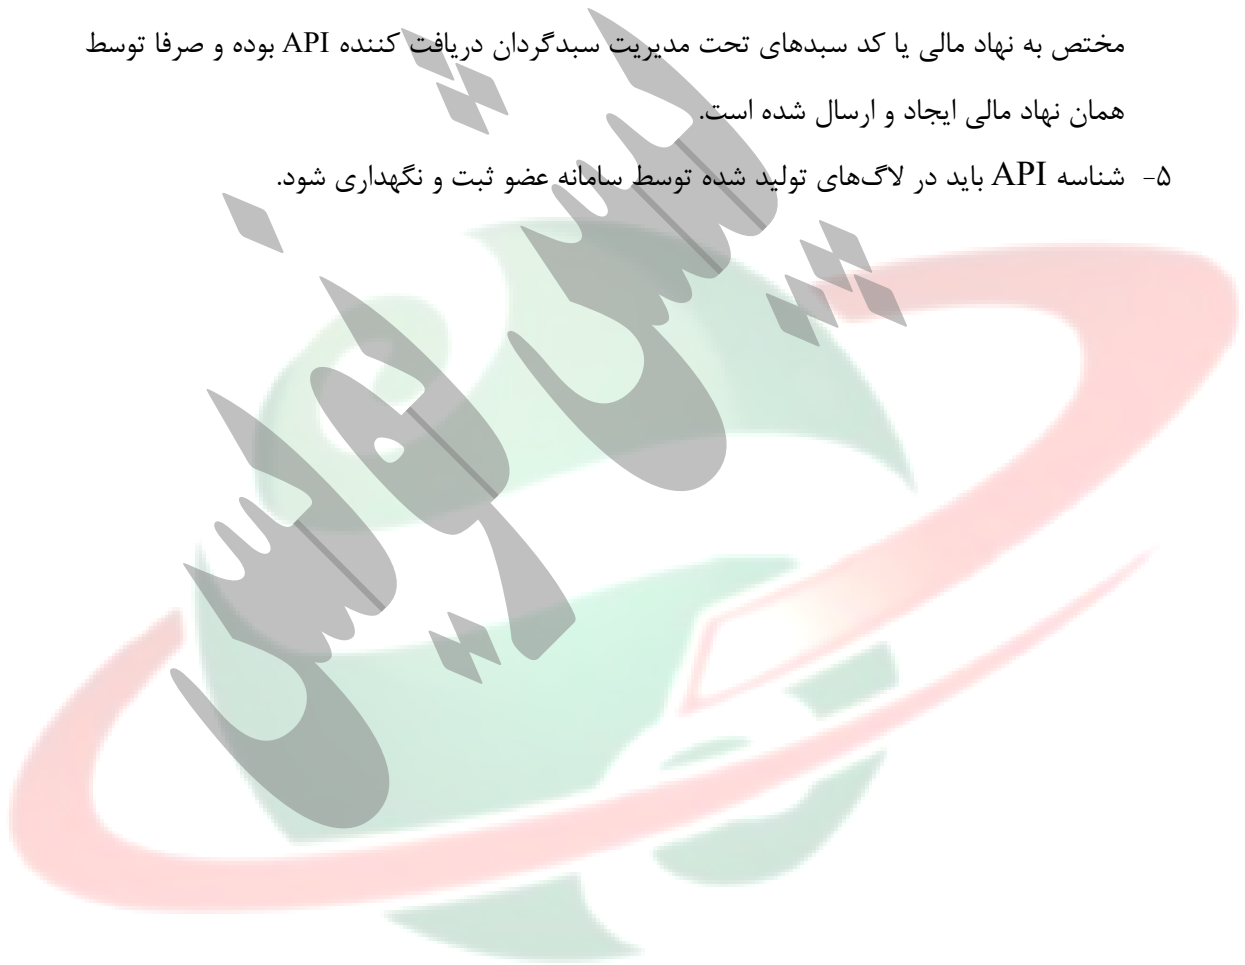 مختص به نهاد مالی یا کد سبدهای تحت مدیریت سبدگردان دریافت کننده API بوده و صرفا توسط
همان نهاد مالی ایجاد و ارسال شده است.
۵- شناسه API باید در لاگ‌های تولید شده توسط سامانه عضو ثبت و نگهداری شود.
پیش نویس